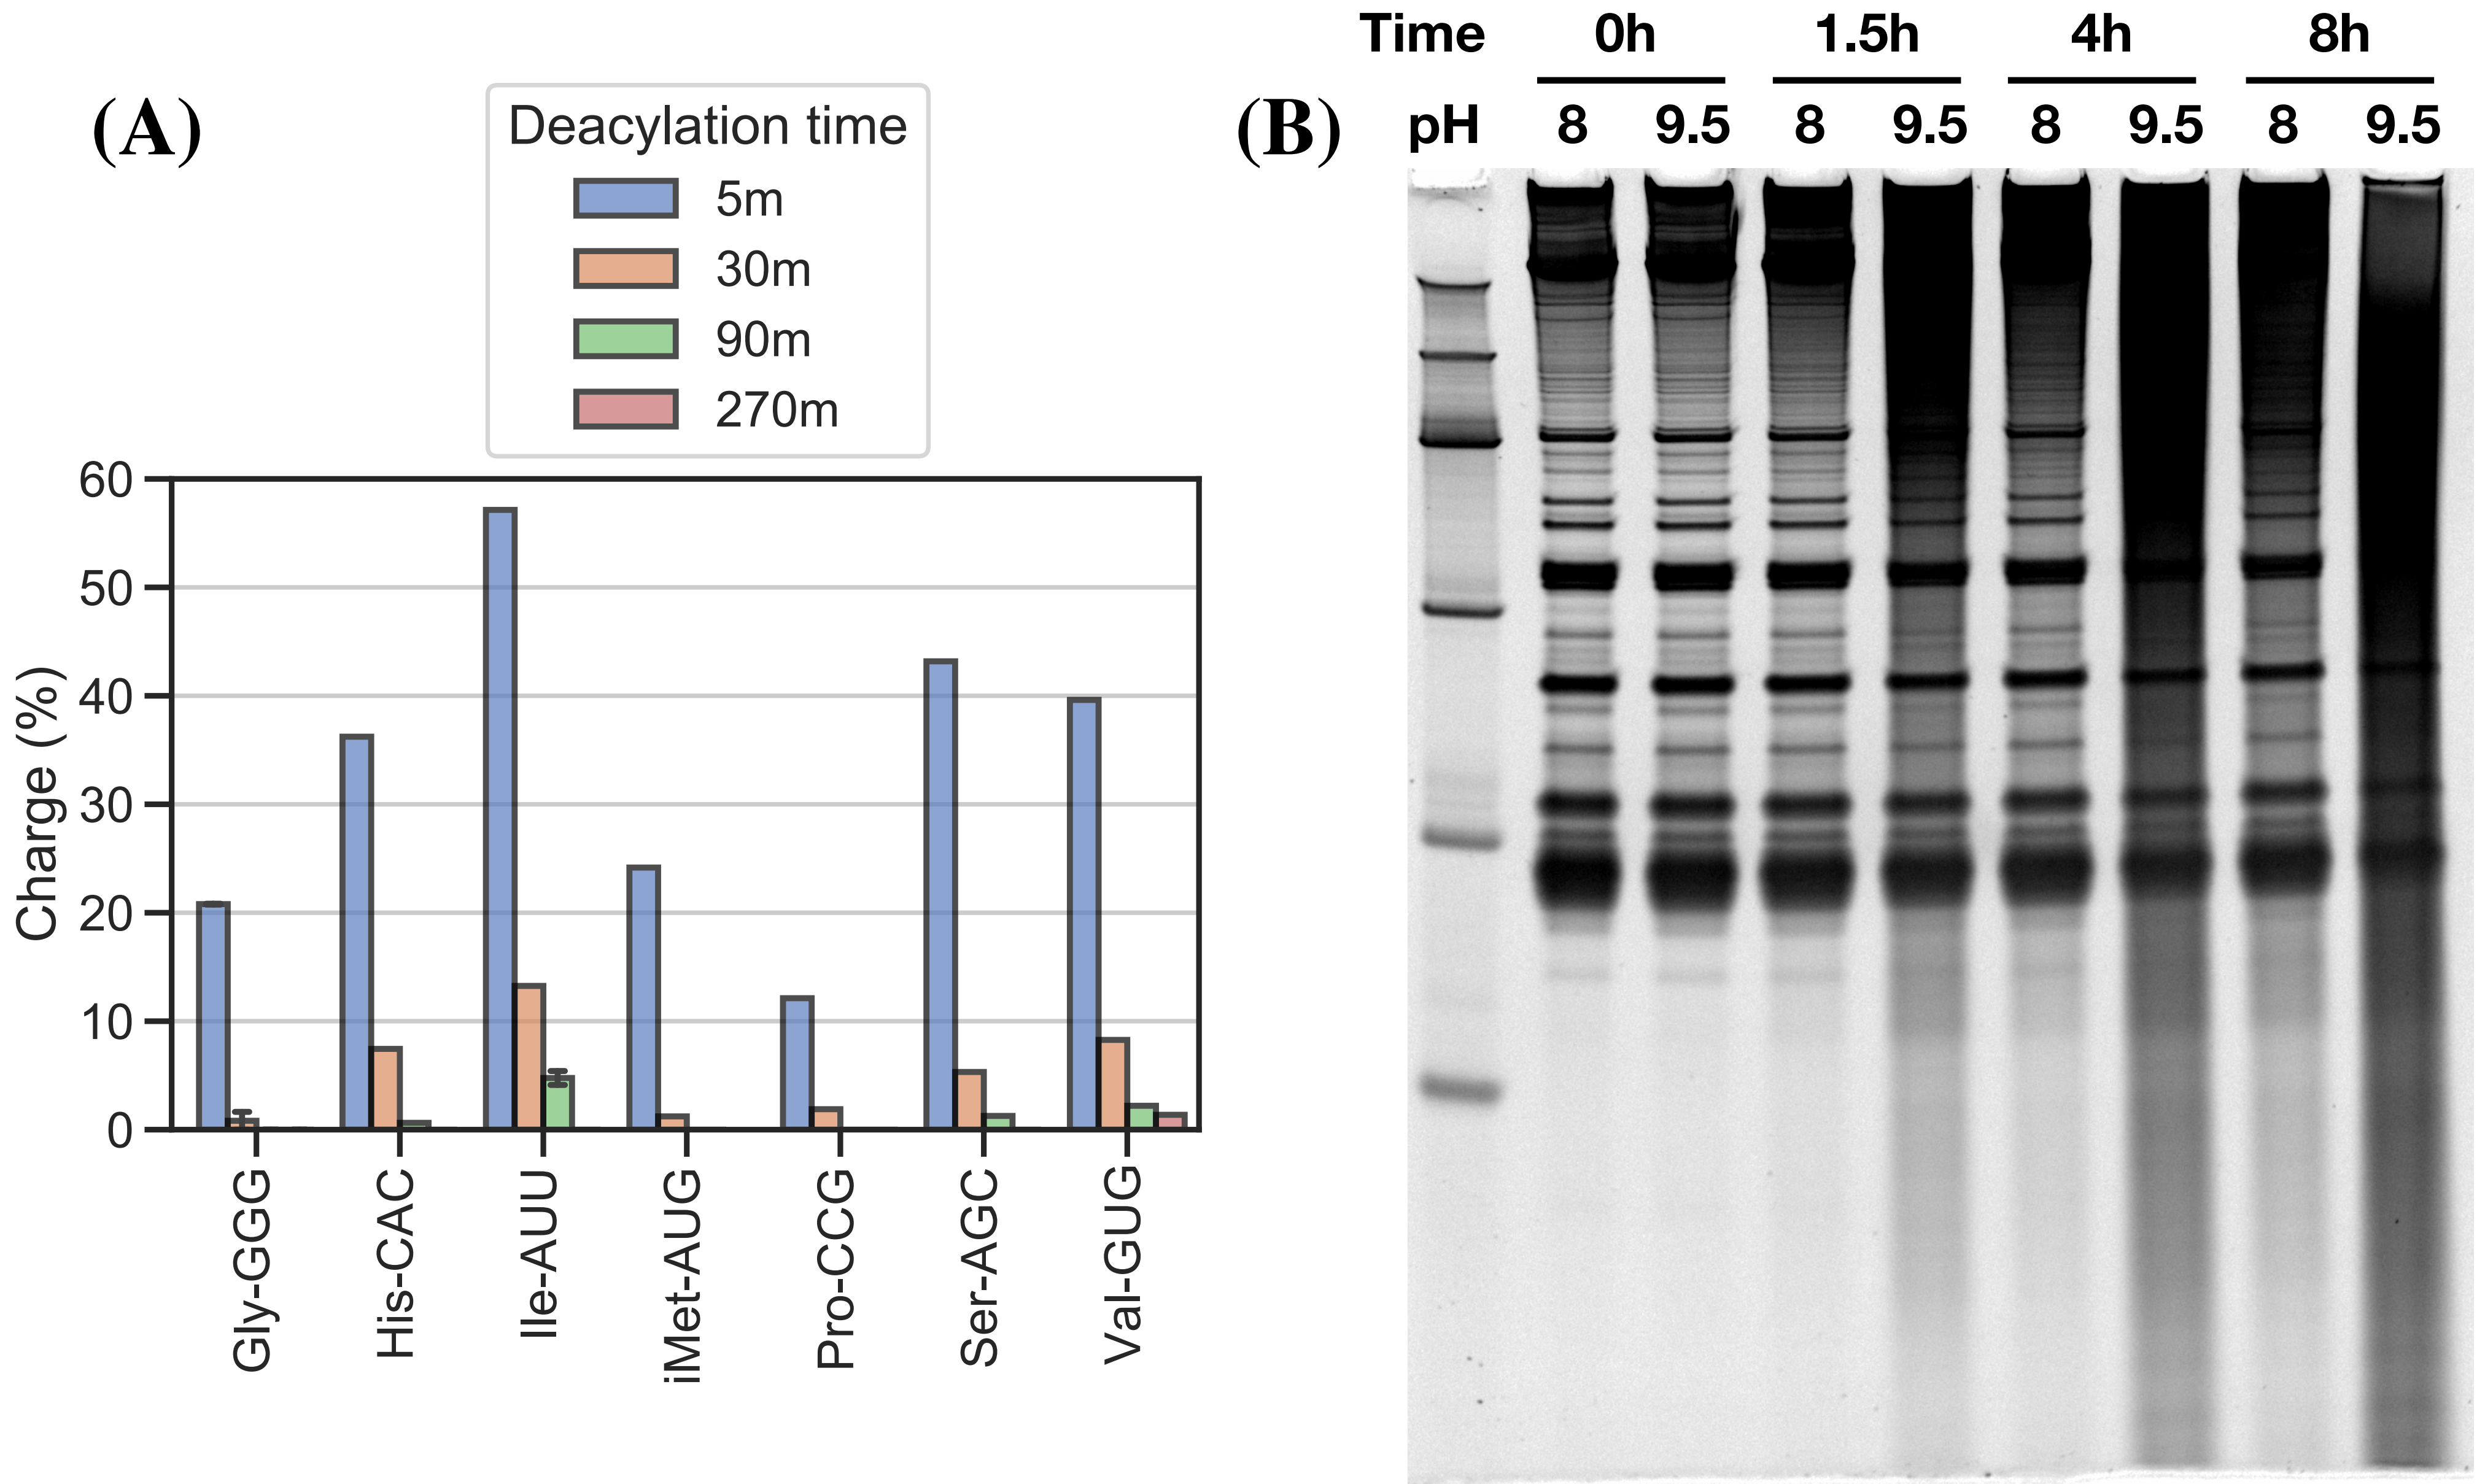 (A)
Deacylation time
5m
30m
90m
270m
Charge (%)
60
50
40
30
20
10
0
Gly-GGG
His-CAC
Ile-AUU
iMet-AUG
Pro-CCG
Ser-AGC
Val-GUG
(B)
Time 0h 1.5h 4h 8h
pH 8 9.5 8 9.5 8 9.5 8 9.5